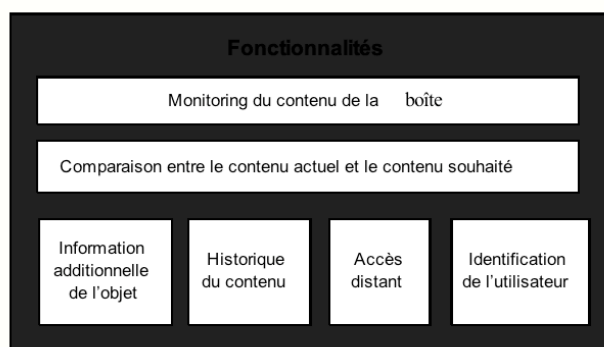 Fonctionnalités
Monitoring du contenu de la boîte
Comparaison entre le contenu actuel et le contenu souhaité
Information
additionnelle
de l'objet
Historique
du contenu
Accès
distant
Identification
de l'utilisateur